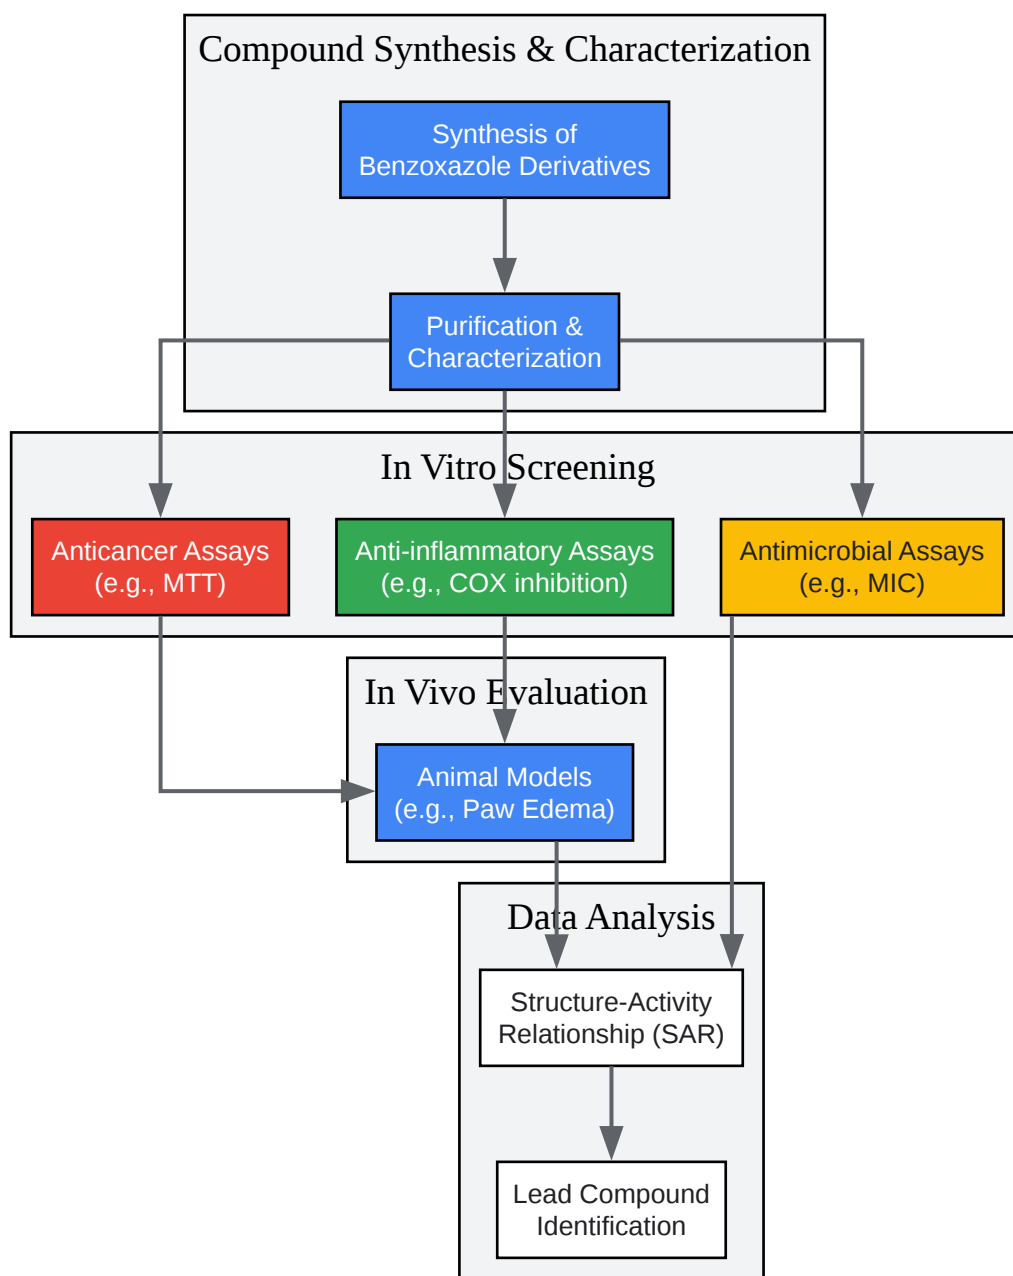 Compound Synthesis & Characterization
Synthesis of
Benzoxazole Derivatives
Purification &
Characterization
In Vitro Screening
Anticancer Assays
(e.g., MTT)
Anti-inflammatory Assays
(e.g., COX inhibition)
Antimicrobial Assays
(e.g., MIC)
In Vivo Evaluation
Animal Models
(e.g., Paw Edema)
Data Analysis
Structure-Activity
Relationship (SAR)
Lead Compound
Identification